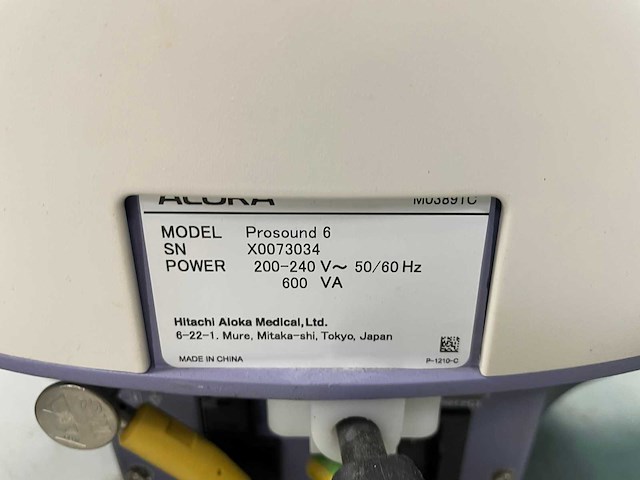 ALOKA M03891C
MODEL Prosound 6
SN X0073034
POWER 200-240 V~ 50/60 Hz
600 VA
Hitachi Aloka Medical, Ltd.
6-22-1, Mure, Mitaka-shi, Tokyo, Japan
MADE IN CHINA P-1210-C